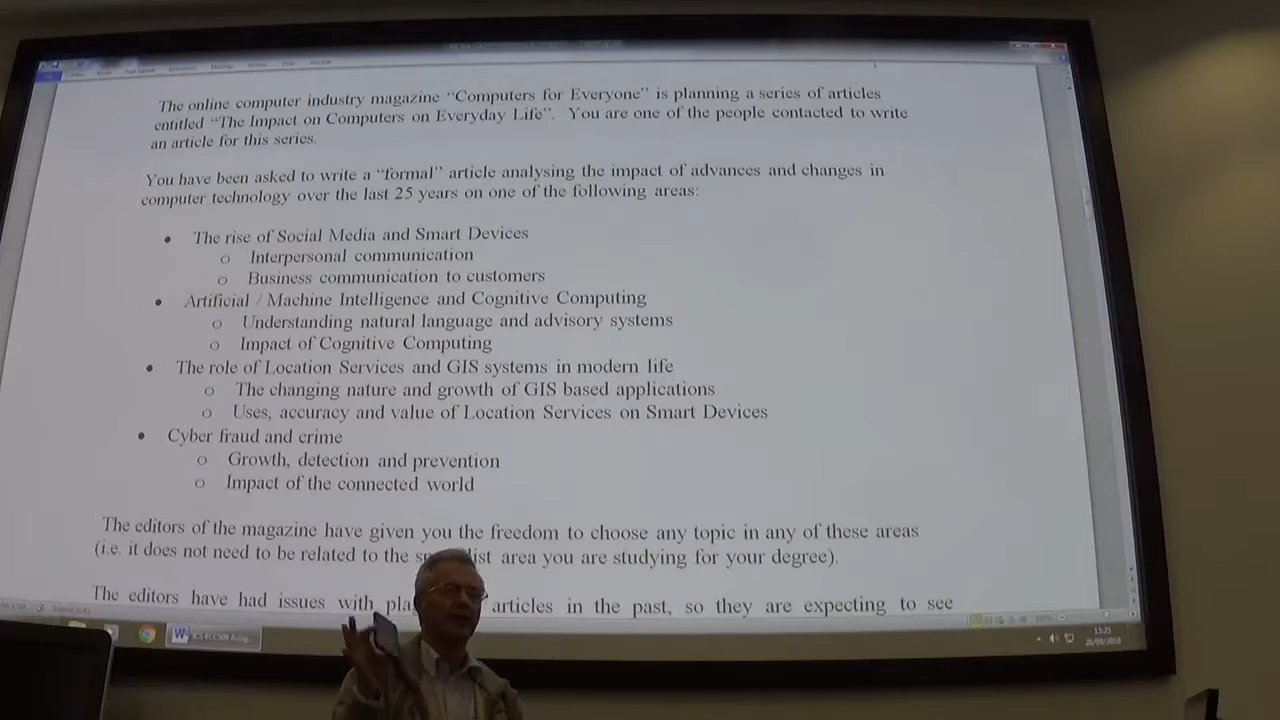 The online computer industry magazine “Computers for Everyone” is planning a series of articles
entitled “The Impact on Computers on Everyday Life”. You are one of the people contacted to write
an article for this series.
You have been asked to write a “formal” article analysing the impact of advances and changes in
computer technology over the last 25 years on one of the following areas:
• The rise of Social Media and Smart Devices
o Interpersonal communication
o Business communication to customers
• Artificial / Machine Intelligence and Cognitive Computing
o Understanding natural language and advisory systems
o Impact of Cognitive Computing
• The role of Location Services and GIS systems in modern life
o The changing nature and growth of GIS based applications
o Uses, accuracy and value of Location Services on Smart Devices
• Cyber fraud and crime
o Growth, detection and prevention
o Impact of the connected world
The editors of the magazine have given you the freedom to choose any topic in any of these areas
(i.e. it does not need to be related to the area you are studying for your degree).
The editors have had issues with articles in the past, so they are expecting to see
15:25